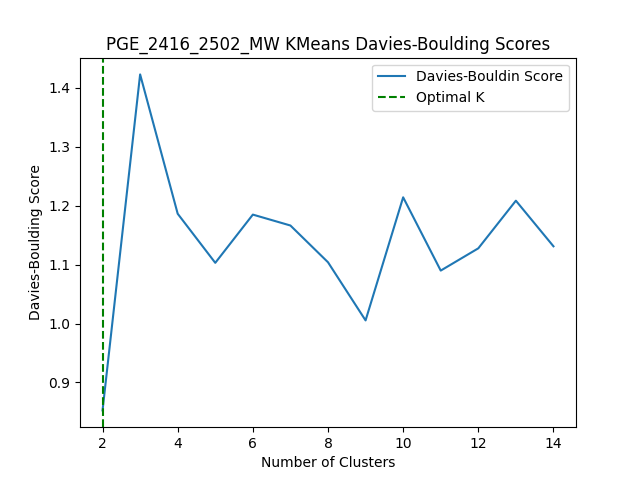 PGE_2416_2502_MW KMeans Davies-Boulding Scores
Davies-Bouldin Score
Optimal K
Davies-Boulding Score
1.4
1.3
1.2
1.1
1.0
0.9
2 4 6 8 10 12 14
Number of Clusters